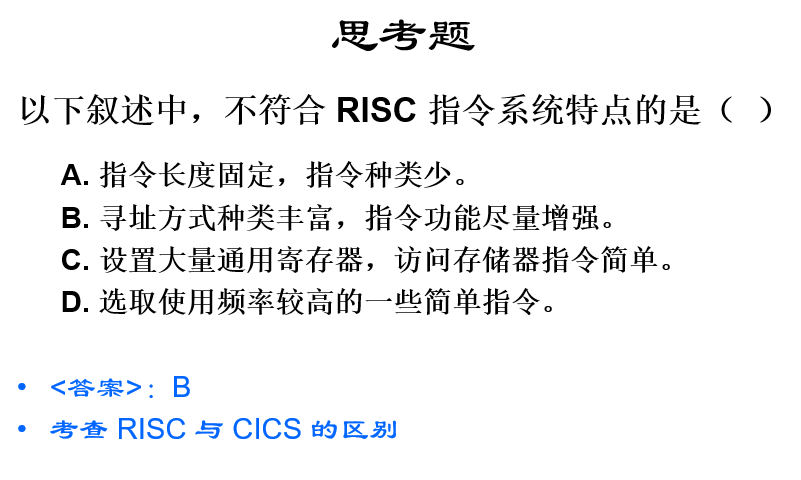 思考题
以下叙述中，不符合 RISC 指令系统特点的是（ ）
A. 指令长度固定，指令种类少。
B. 寻址方式种类丰富，指令功能尽量增强。
C. 设置大量通用寄存器，访问存储器指令简单。
D. 选取使用频率较高的一些简单指令。
• <答案>：B
• 考查 RISC 与 CICS 的区别